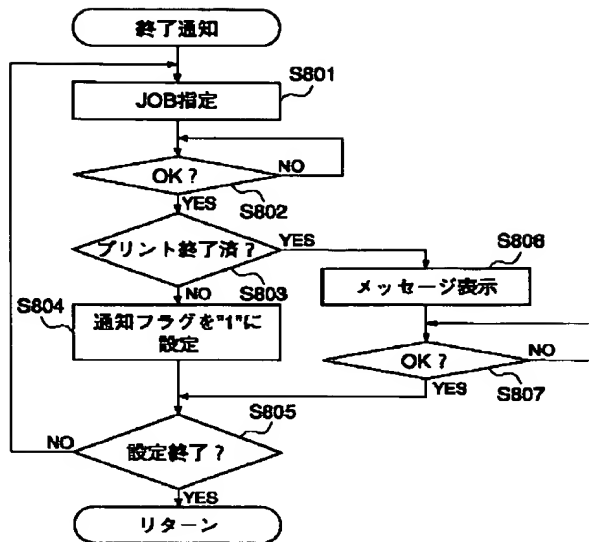 終了通知
S801
JOB指定
OK？
NO
S802
YES
プリント終了済？
YES
S803
NO
S806
メッセージ表示
S804
通知フラグを"1"に
設定
OK？
NO
S807
YES
S805
設定終了？
NO
YES
リターン